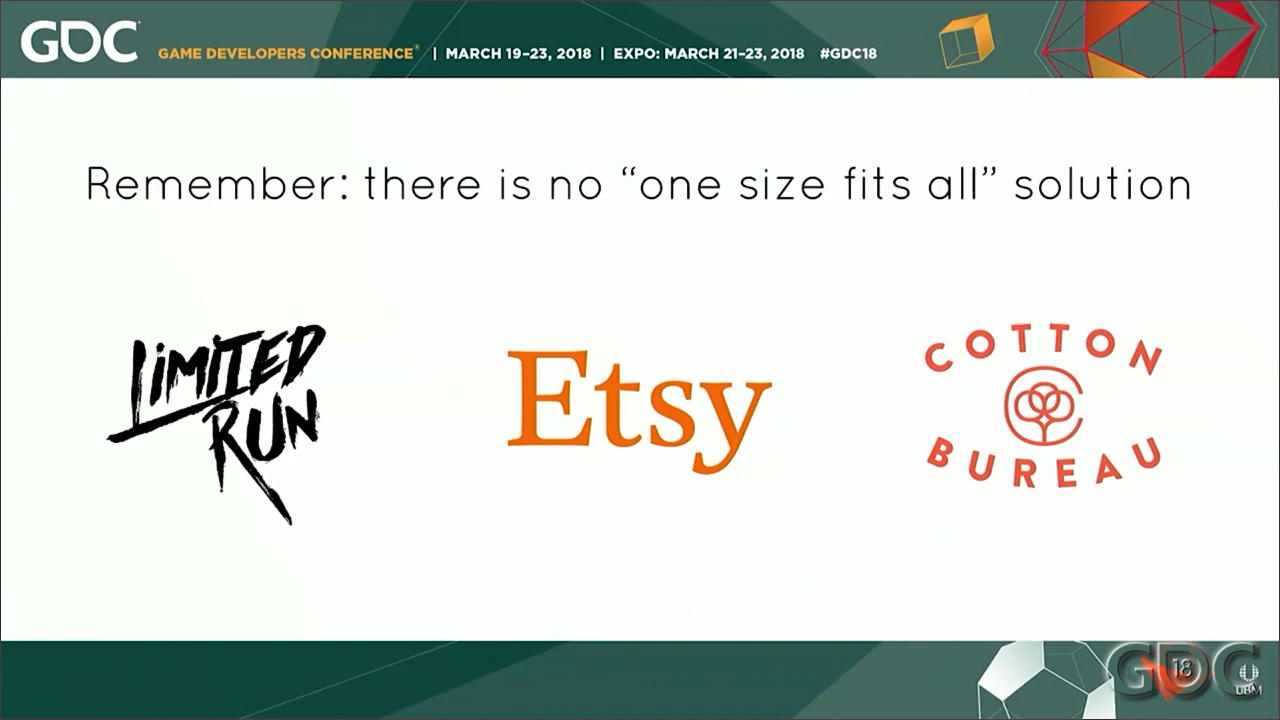 GDC GAME DEVELOPERS CONFERENCE® | MARCH 19–23, 2018 | EXPO: MARCH 21–23, 2018 #GDC18
Remember: there is no “one size fits all” solution
LIMITED
RUN
Etsy
COTTON
BUREAU
GDC
18
UBM